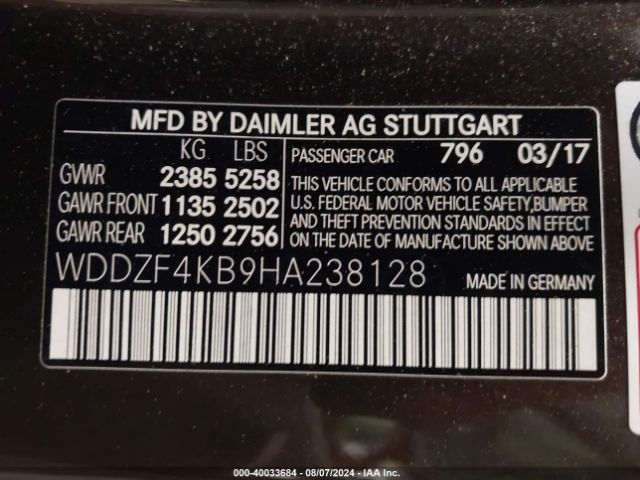 MFD BY DAIMLER AG STUTTGART
KG LBS
GVWR 2385 5258
GAWR FRONT 1135 2502
GAWR REAR 1250 2756
PASSENGER CAR 796 03/17
THIS VEHICLE CONFORMS TO ALL APPLICABLE
U.S. FEDERAL MOTOR VEHICLE SAFETY,BUMPER
AND THEFT PREVENTION STANDARDS IN EFFECT
ON THE DATE OF MANUFACTURE SHOWN ABOVE.
WDDZF4KB9HA238128 MADE IN GERMANY
000-40033684 - 08/07/2024 - IAA Inc.